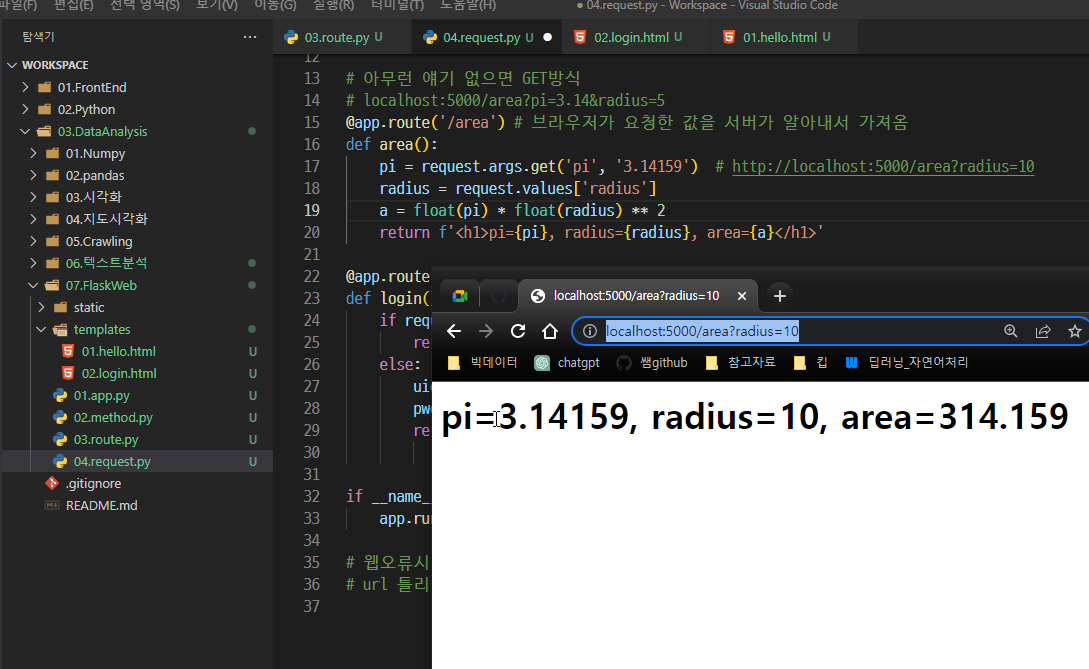 파일(F) 편집(E) 선택 영역(S) 보기(V) 이동(G) 실행(R) 터미널(T) 도움말(H) ● 04.request.py - Workspace - Visual Studio Code
탐색기 ···
03.route.py U
04.request.py U ●
02.login.html U
01.hello.html U
WORKSPACE
01.FrontEnd
02.Python
03.DataAnalysis
01.Numpy
02.pandas
03.시각화
04.지도시각화
05.Crawling
06.텍스트분석
07.FlaskWeb
static
templates
01.hello.html U
02.login.html U
01.app.py U
02.method.py U
03.route.py U
04.request.py U
.gitignore
README.md
12
13 # 아무런 얘기 없으면 GET방식
14 # localhost:5000/area?pi=3.14&radius=5
15 @app.route('/area') # 브라우저가 요청한 값을 서버가 알아내서 가져옴
16 def area():
17 pi = request.args.get('pi', '3.14159') # http://localhost:5000/area?radius=10
18 radius = request.values['radius']
19 a = float(pi) * float(radius) ** 2
20 return f'<h1>pi={pi}, radius={radius}, area={a}</h1>'
21
22 @app.route
23 def login(
24 if req
25 re
26 else:
27 ui
28 pw
29 re
30
31
32 if __name_
33 app.ru
34
35 # 웹오류시
36 # url 틀리
37
localhost:5000/area?radius=10
localhost:5000/area?radius=10
빅데이터 chatgpt 쌤github 참고자료 킵 딥러닝_자연어처리
pi=3.14159, radius=10, area=314.159